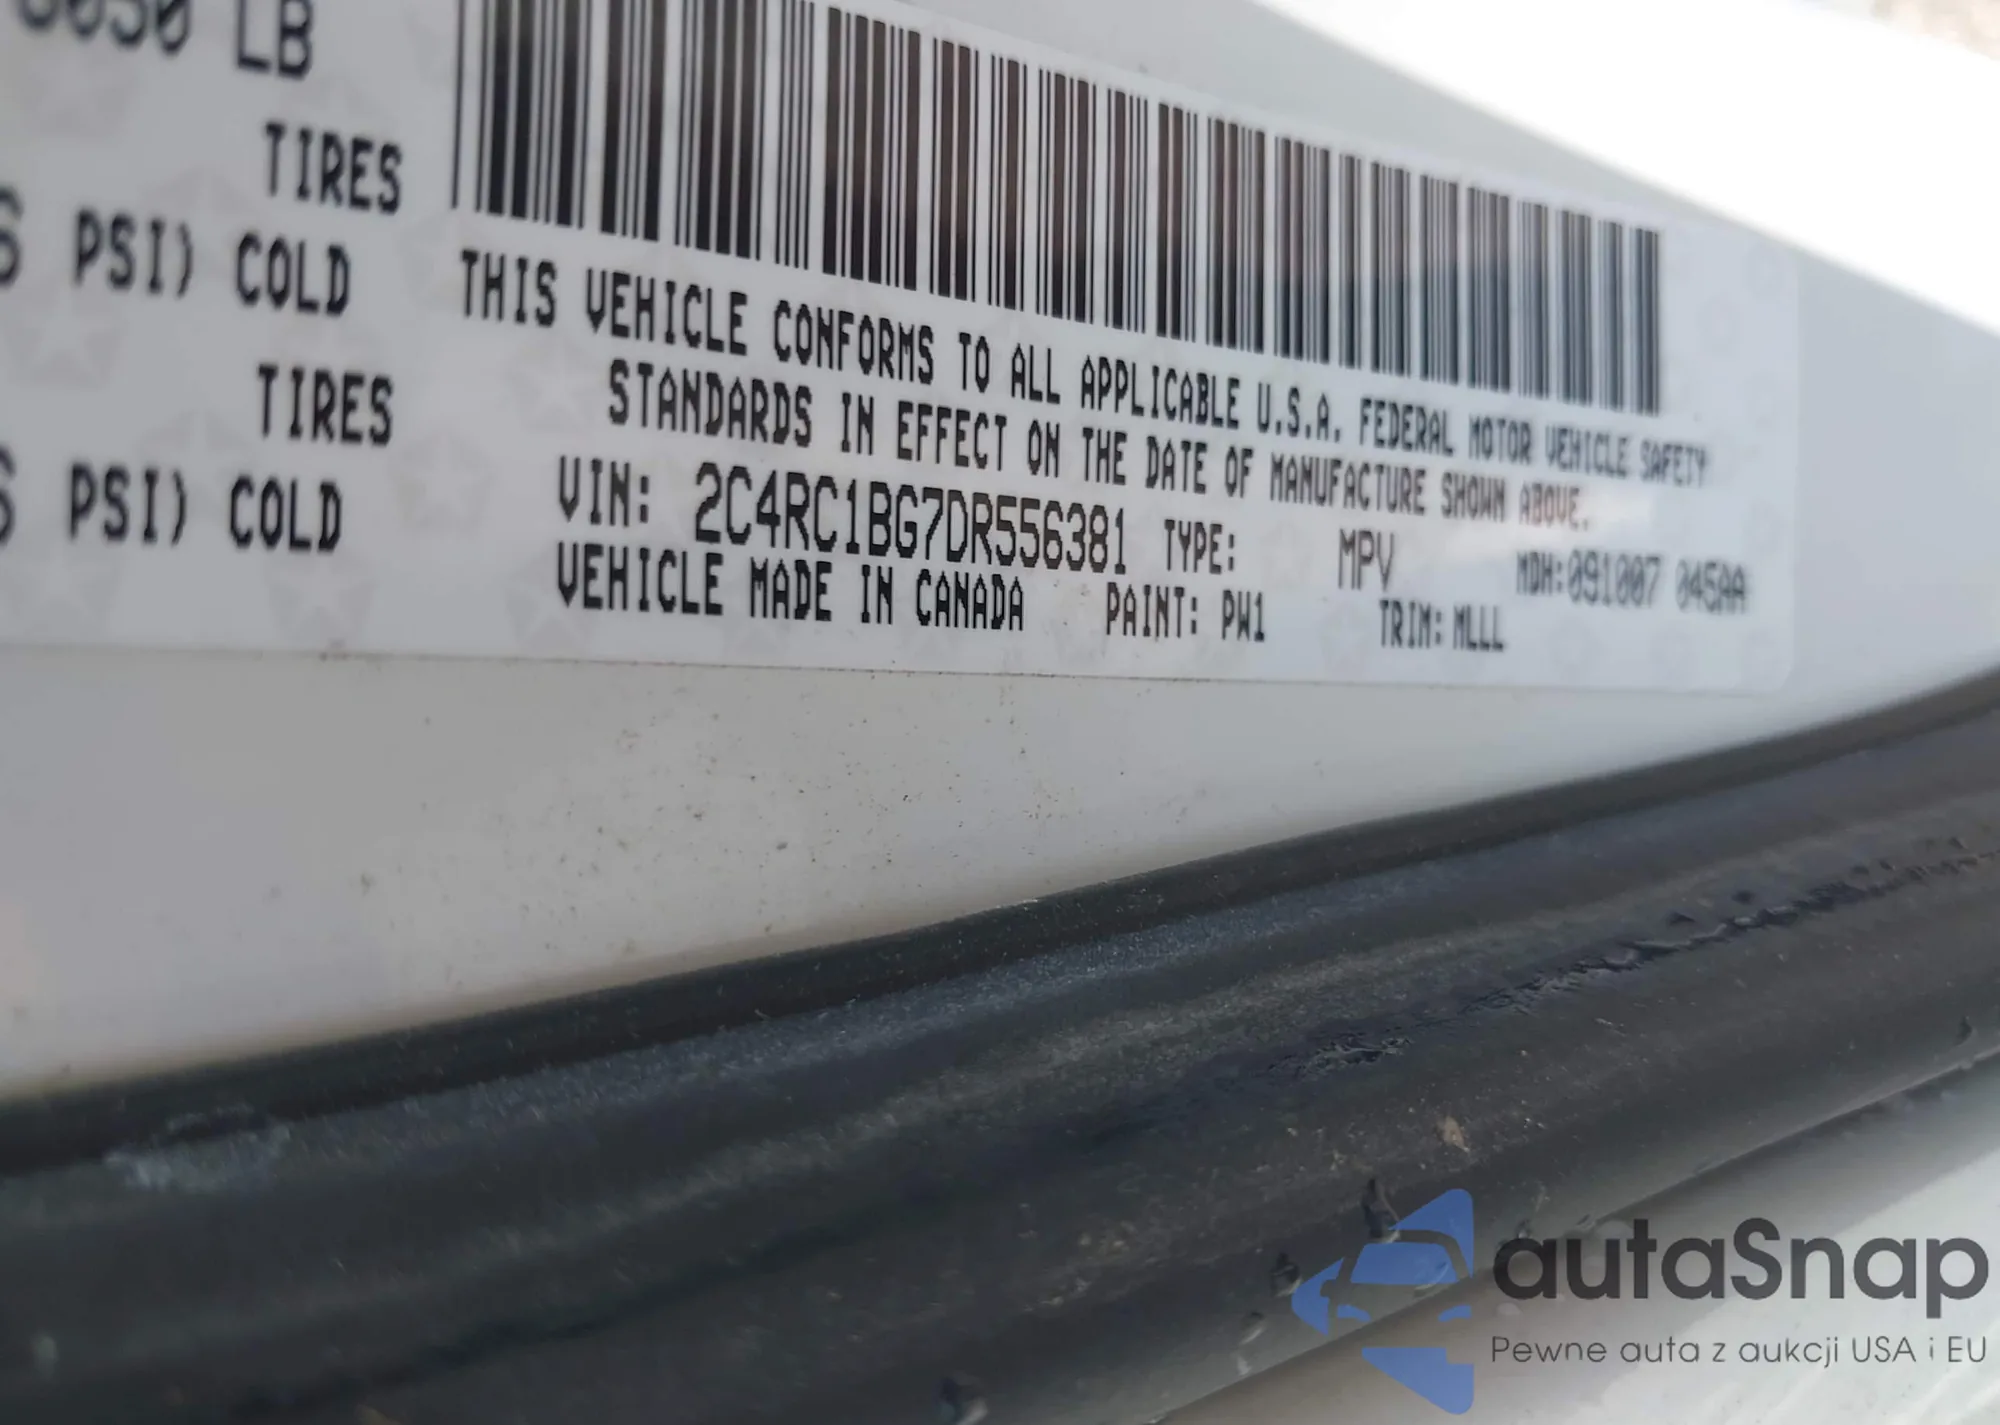 6050 LB
TIRES
PSI) COLD
TIRES
PSI) COLD
THIS VEHICLE CONFORMS TO ALL APPLICABLE U.S.A. FEDERAL MOTOR VEHICLE SAFETY
STANDARDS IN EFFECT ON THE DATE OF MANUFACTURE SHOWN ABOVE.
VIN: 2C4RC1BG7DR556381 TYPE: MPV MDH:091007 045AA
VEHICLE MADE IN CANADA PAINT: PW1 TRIM: MLLL
autaSnap
Pewne auta z aukcji USA i EU